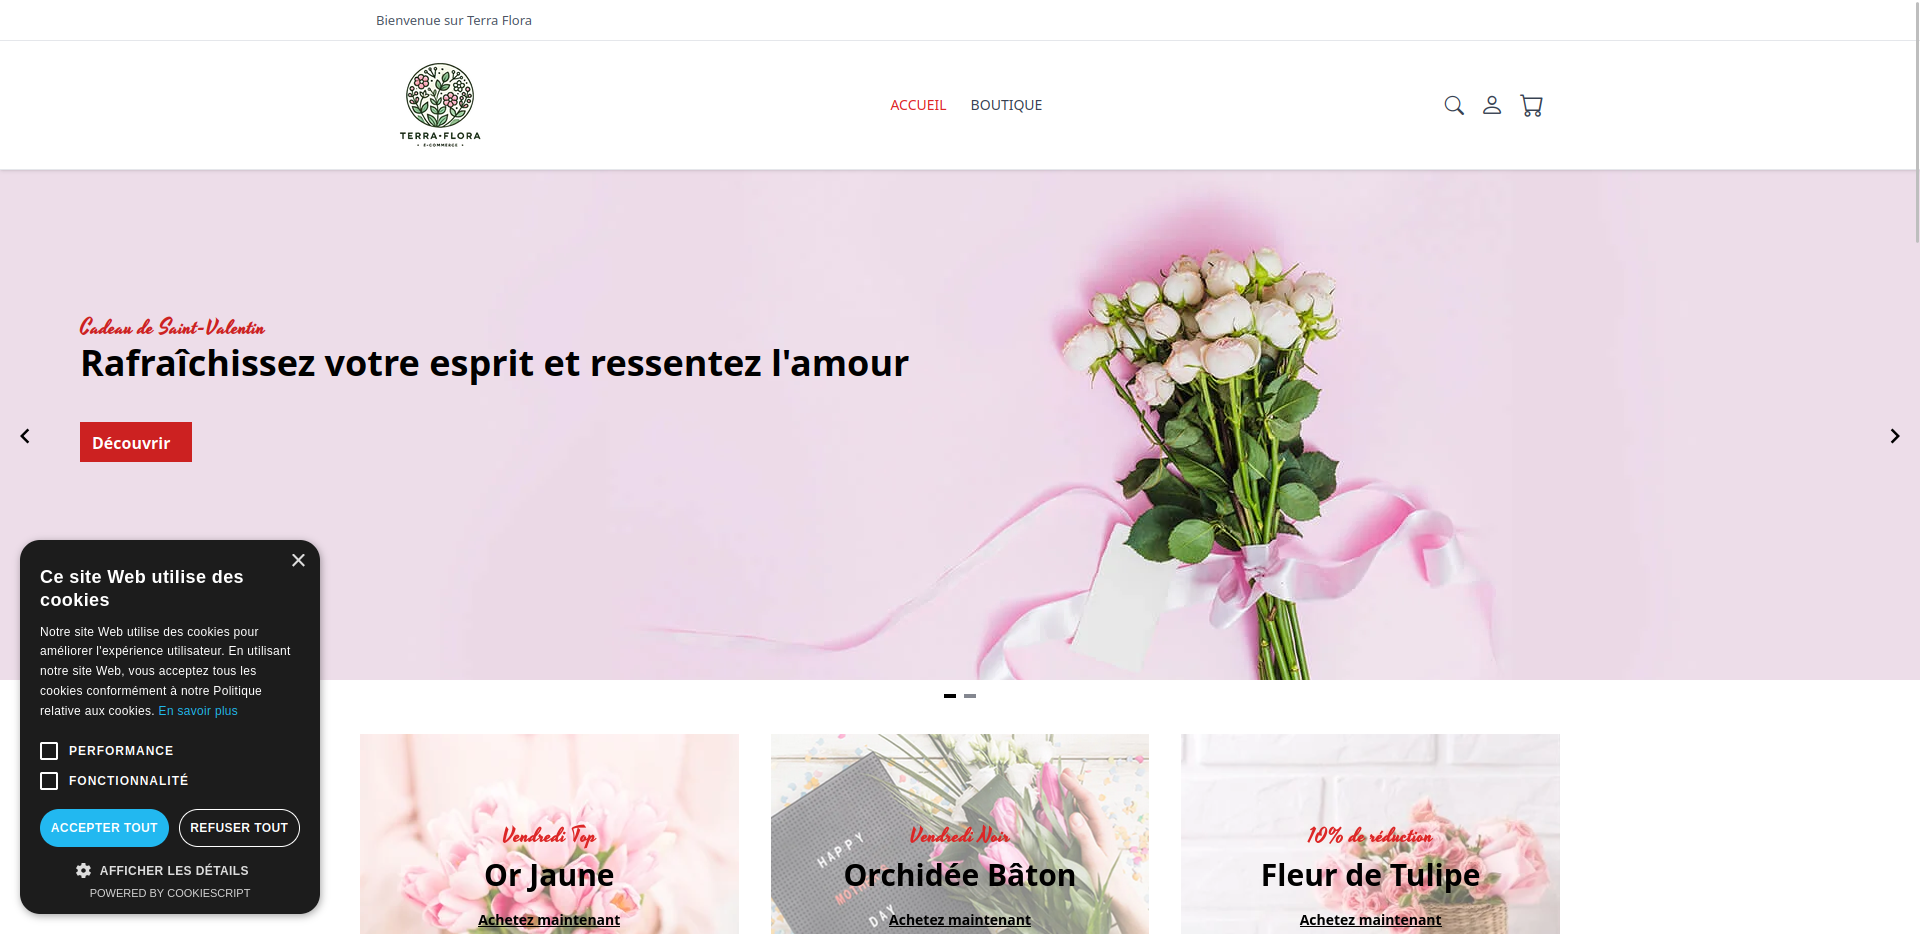 Bienvenue sur Terra Flora
TERRA•FLORA
• E-COMMERCE •
ACCUEIL
BOUTIQUE
Cadeau de Saint-Valentin
Rafraîchissez votre esprit et ressentez l'amour
Découvrir
Ce site Web utilise des
cookies
Notre site Web utilise des cookies pour
améliorer l'expérience utilisateur. En utilisant
notre site Web, vous acceptez tous les
cookies conformément à notre Politique
relative aux cookies. En savoir plus
PERFORMANCE
FONCTIONNALITÉ
ACCEPTER TOUT
REFUSER TOUT
AFFICHER LES DÉTAILS
POWERED BY COOKIESCRIPT
Vendredi Top
Or Jaune
Achetez maintenant
HAPPY
DAY
Vendredi Noir
Orchidée Bâton
Achetez maintenant
10% de réduction
Fleur de Tulipe
Achetez maintenant